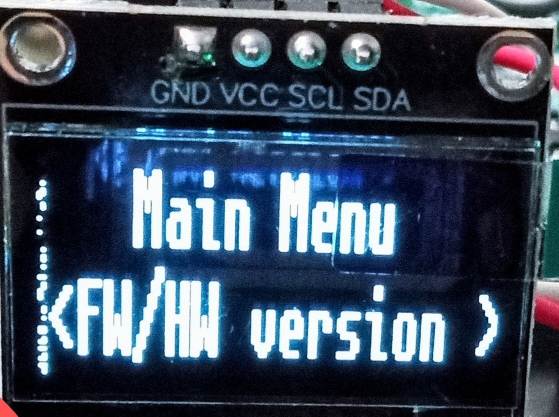 GND VCC SCL SDA
Main Menu
<FW/HW version >